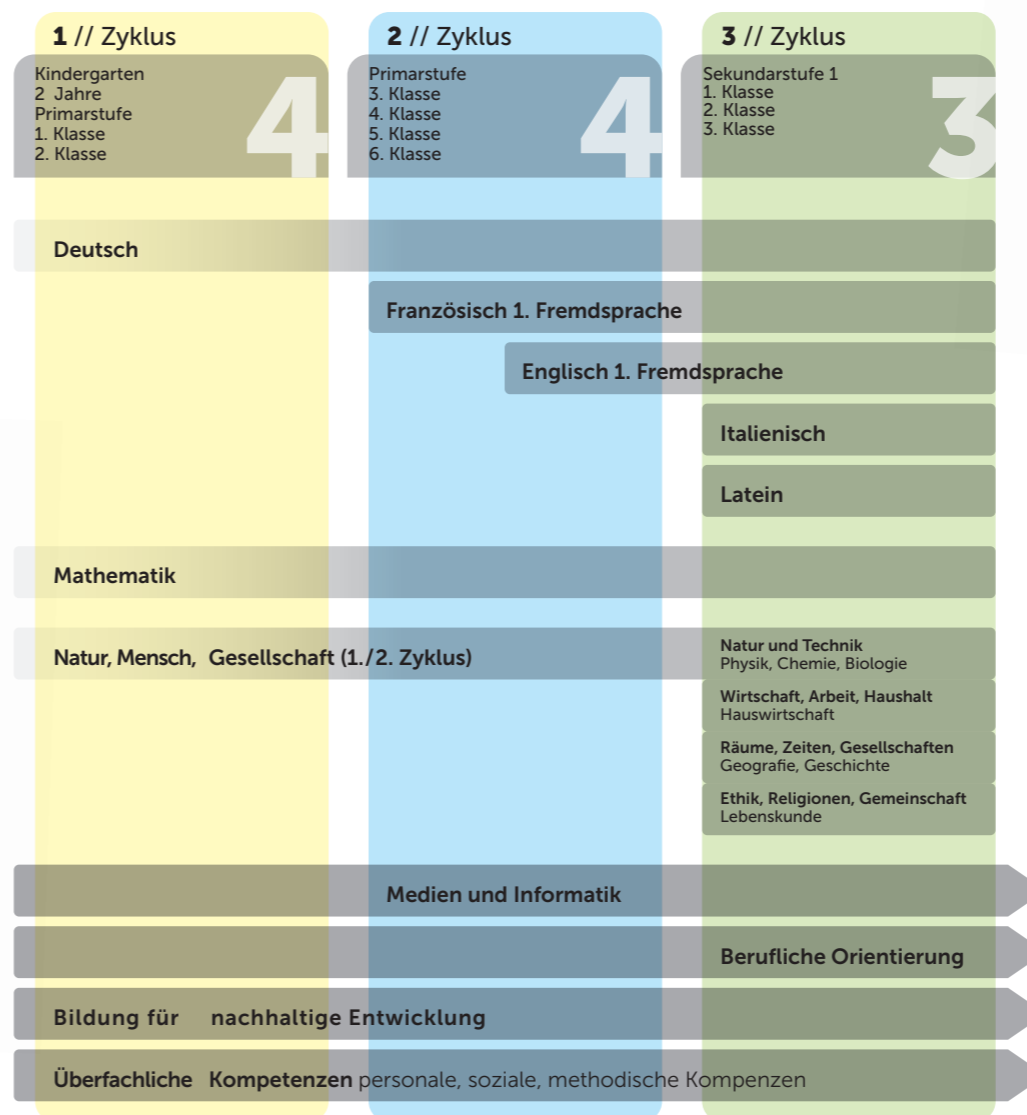 1 // Zyklus
Kindergarten
2 Jahre
Primarstufe
1. Klasse
2. Klasse
4
2 // Zyklus
Primarstufe
3. Klasse
4. Klasse
5. Klasse
6. Klasse
4
3 // Zyklus
Sekundarstufe 1
1. Klasse
2. Klasse
3. Klasse
3
Deutsch
Französisch 1. Fremdsprache
Englisch 1. Fremdsprache
Italienisch
Latein
Mathematik
Natur, Mensch, Gesellschaft (1./2. Zyklus)
Natur und Technik
Physik, Chemie, Biologie
Wirtschaft, Arbeit, Haushalt
Hauswirtschaft
Räume, Zeiten, Gesellschaften
Geografie, Geschichte
Ethik, Religionen, Gemeinschaft
Lebenskunde
Medien und Informatik
Berufliche Orientierung
Bildung für nachhaltige Entwicklung
Überfachliche Kompetenzen personale, soziale, methodische Kompenzen